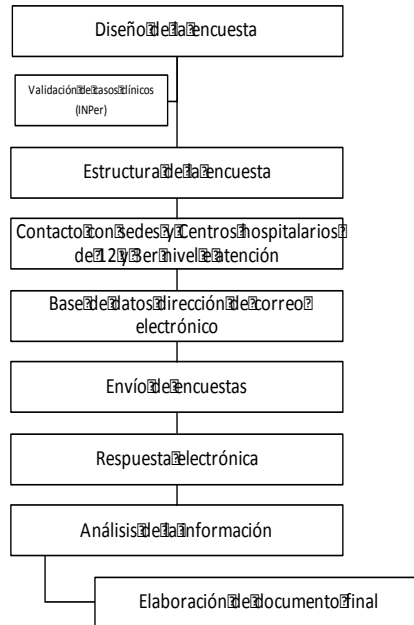 Diseño de la encuesta
Validación de casos clínicos
(INPer)
Estructura de la encuesta
Contacto con sedes y Centros hospitalarios
de 12 y 3er nivel e atención
Base de datos dirección de correo
electrónico
Envío de encuestas
Respuesta electrónica
Análisis de la información
Elaboración de documento final